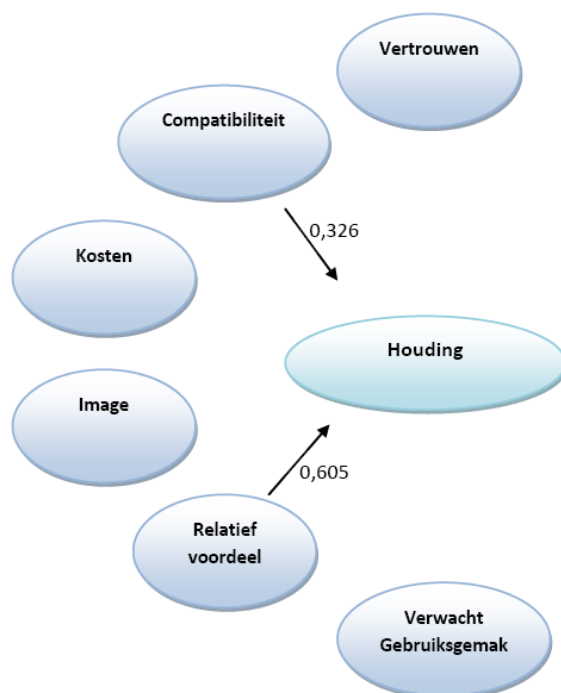 Vertrouwen
Compatibiliteit
0,326
Kosten
Houding
Image
0,605
Relatief
voordeel
Verwacht
Gebruiksgemak